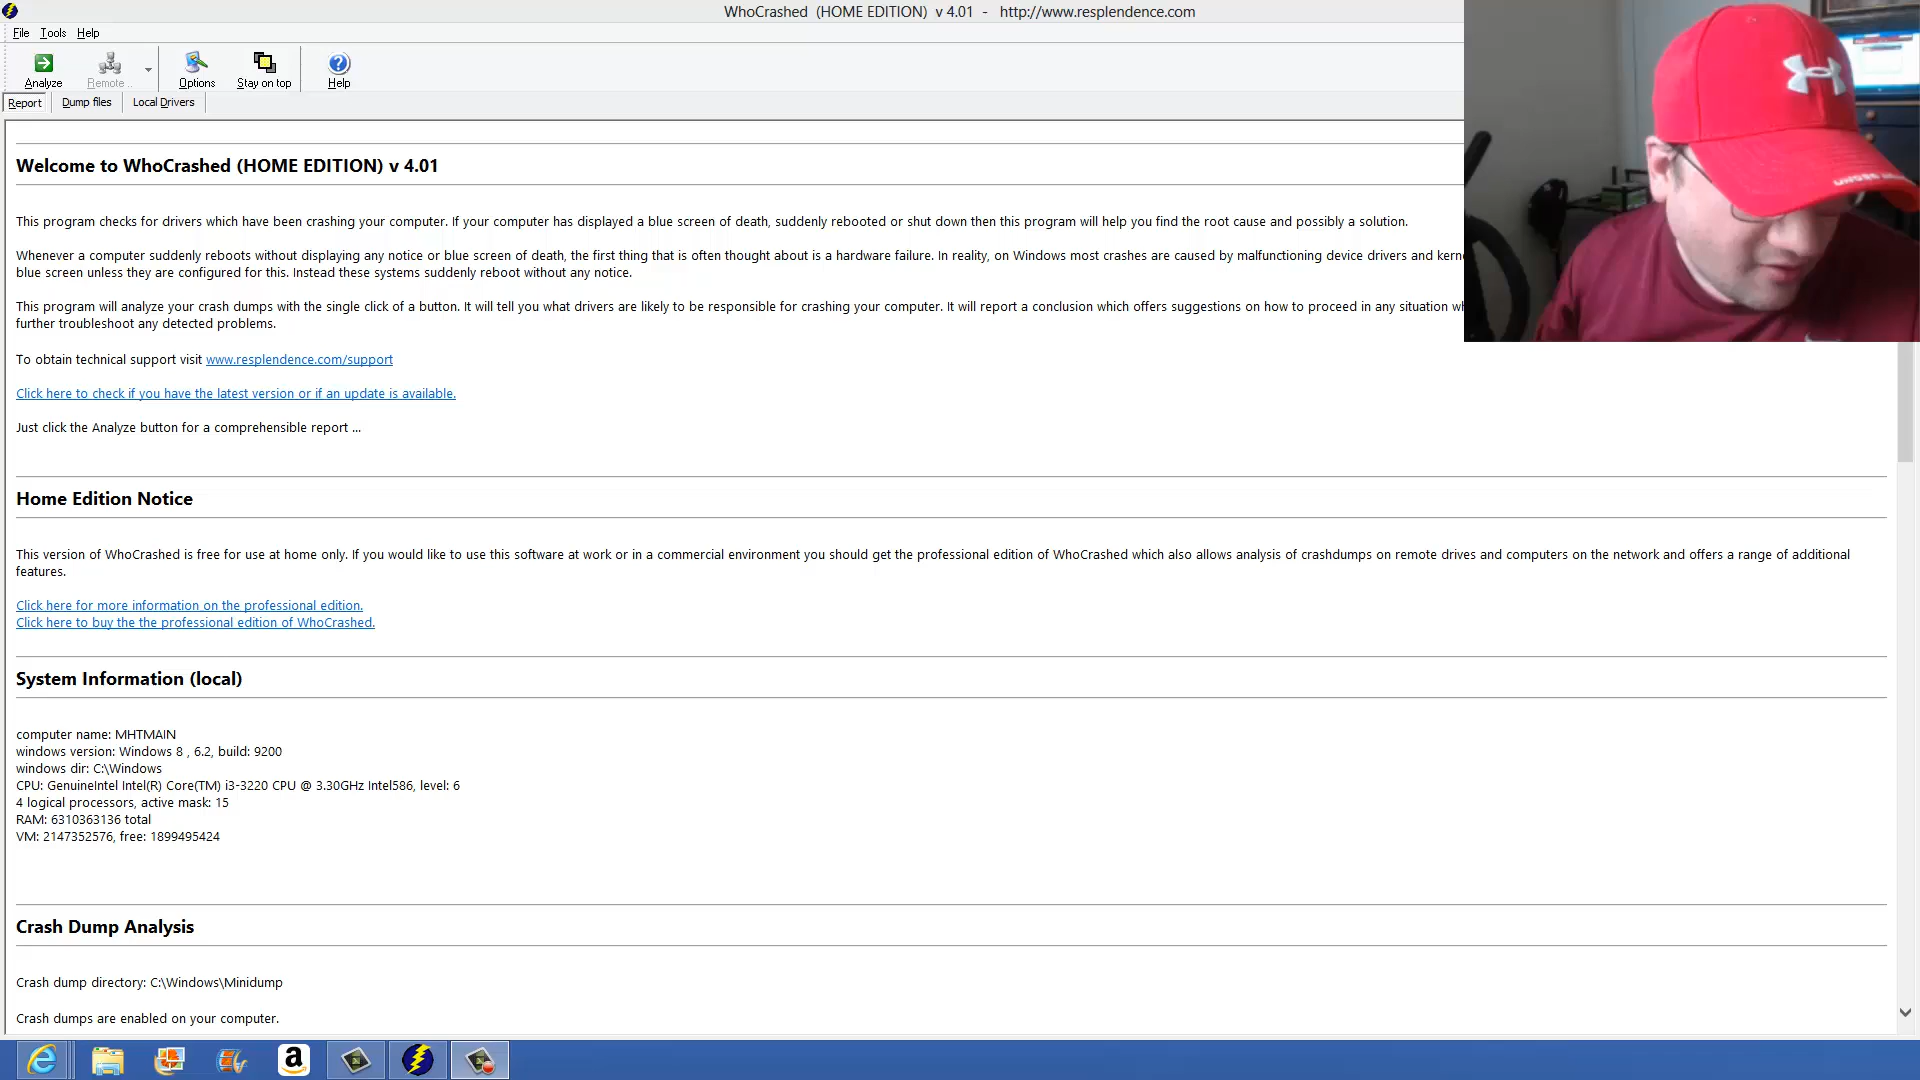 WhoCrashed (HOME EDITION) v 4.01 - http://www.resplendence.com
File Tools Help
Analyze Remote... Options Stay on top Help
Report Dump files Local Drivers
Welcome to WhoCrashed (HOME EDITION) v 4.01
This program checks for drivers which have been crashing your computer. If your computer has displayed a blue screen of death, suddenly rebooted or shut down then this program will help you find the root cause and possibly a solution.
Whenever a computer suddenly reboots without displaying any notice or blue screen of death, the first thing that is often thought about is a hardware failure. In reality, on Windows most crashes are caused by malfunctioning device drivers and
blue screen unless they are configured for this. Instead these systems suddenly reboot without any notice.
This program will analyze your crash dumps with the single click of a button. It will tell you what drivers are likely to be responsible for crashing your computer. It will report a conclusion which offers suggestions on how to proceed in any situation
further troubleshoot any detected problems.
To obtain technical support visit www.resplendence.com/support
Click here to check if you have the latest version or if an update is available.
Just click the Analyze button for a comprehensible report ...
Home Edition Notice
This version of WhoCrashed is free for use at home only. If you would like to use this software at work or in a commercial environment you should get the professional edition of WhoCrashed which also allows analysis of crashdumps on remote drives and computers on the network and offers a range of additional
features.
Click here for more information on the professional edition.
Click here to buy the the professional edition of WhoCrashed.
System Information (local)
computer name: MHTMAIN
windows version: Windows 8 , 6.2, build: 9200
windows dir: C:\Windows
CPU: GenuineIntel Intel(R) Core(TM) i3-3220 CPU @ 3.30GHz Intel586, level: 6
4 logical processors, active mask: 15
RAM: 6310363136 total
VM: 2147352576, free: 1899495424
Crash Dump Analysis
Crash dump directory: C:\Windows\Minidump
Crash dumps are enabled on your computer.